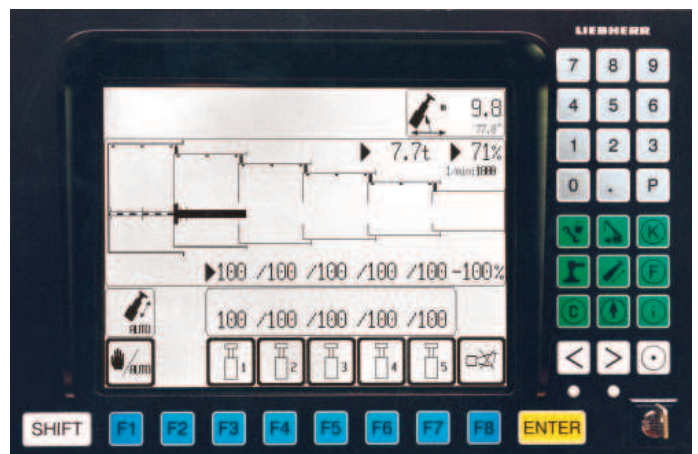 LIEBHERR
7 8 9
4 5 6
1 2 3
0 . P
K
F
C i
< >
m 9.8
77.8°
7.7t 71%
1/min:1000
100 /100 /100 /100 /100 -100%
100 /100 /100 /100 /100
AUTO
/AUTO
1 2 3 4 5
SHIFT F1 F2 F3 F4 F5 F6 F7 F8 ENTER